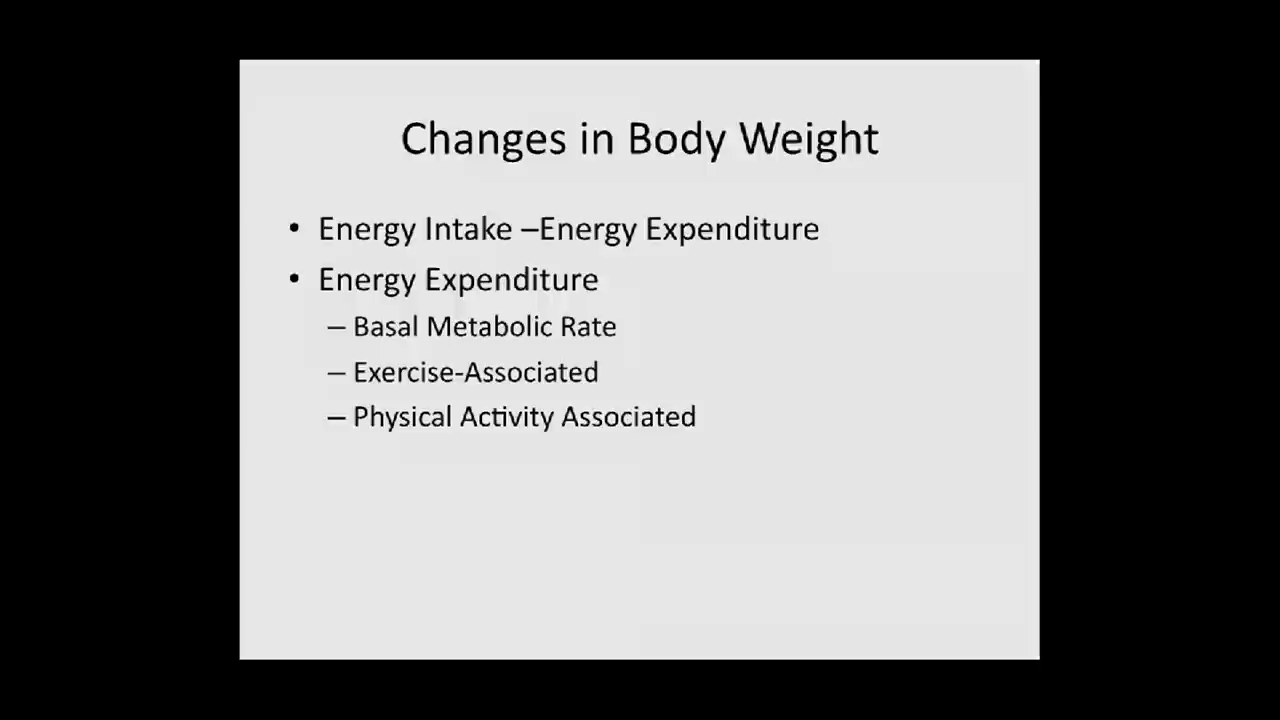 Changes in Body Weight
• Energy Intake –Energy Expenditure
• Energy Expenditure
– Basal Metabolic Rate
– Exercise-Associated
– Physical Activity Associated